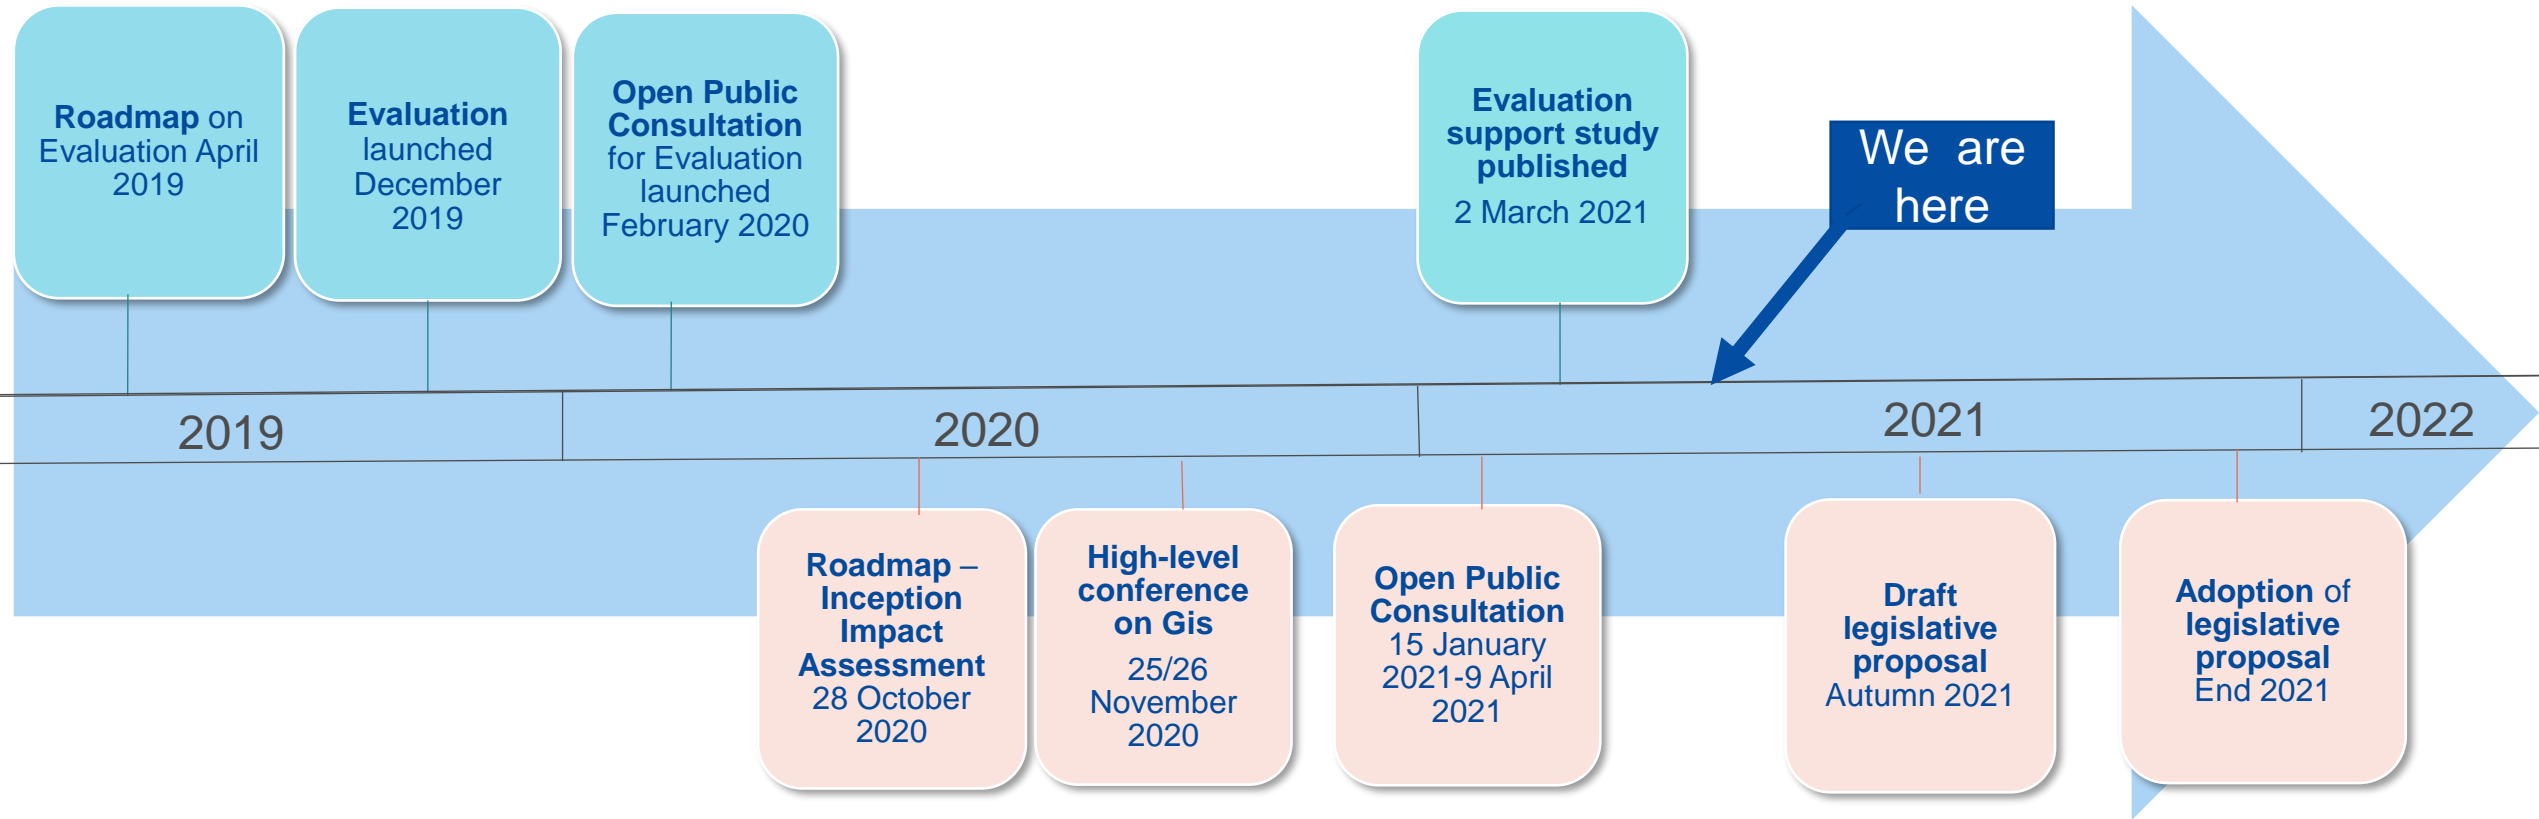 Roadmap on
Evaluation April
2019
Evaluation
launched
December
2019
Open Public
Consultation
for Evaluation
launched
February 2020
Evaluation
support study
published
2 March 2021
We are
here
2019
2020
2021
2022
Roadmap –
Inception
Impact
Assessment
28 October
2020
High-level
conference
on Gis
25/26
November
2020
Open Public
Consultation
15 January
2021-9 April
2021
Draft
legislative
proposal
Autumn 2021
Adoption of
legislative
proposal
End 2021